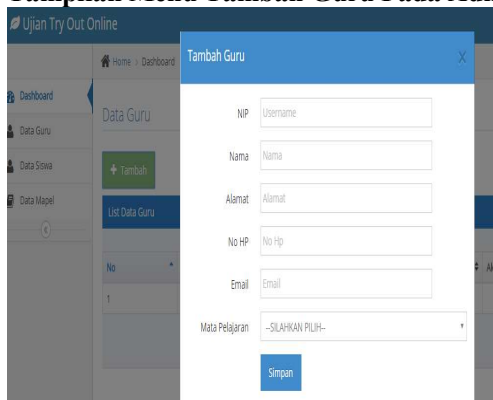 Tampilan Menu Tambah Guru Pada
Ujian Try Out Online
Home > Dashboard
Tambah Guru
X
Dashboard
Data Guru
Data Siswa
Data Mapel
Data Guru
+ Tambah
List Data Guru
No
1
NIP Username
Nama Nama
Alamat Alamat
No HP No Hp
Email Email
Mata Pelajaran --SILAHKAN PILIH--
Simpan